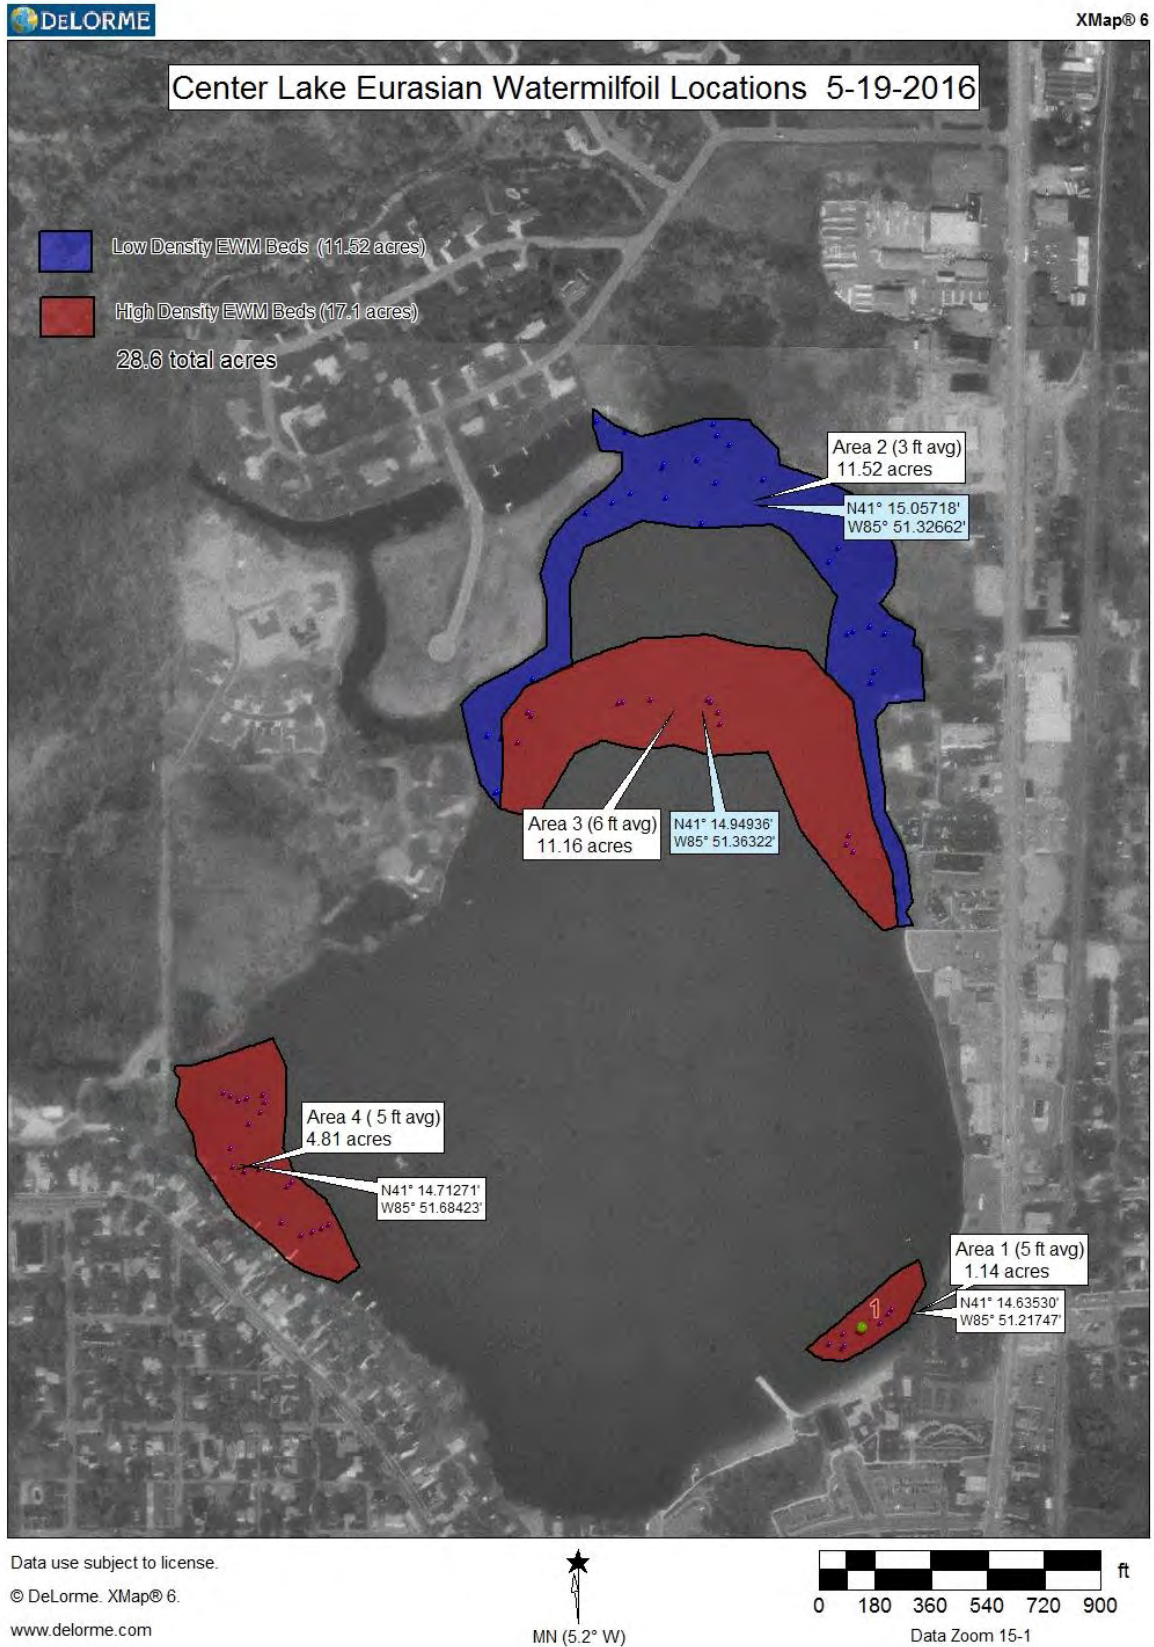 DELORME
XMap® 6
Center Lake Eurasian Watermilfoil Locations 5-19-2016
Low Density EWM Beds (11.52 acres)
High Density EWM Beds (17.1 acres)
28.6 total acres
Area 2 (3 ft avg)
11.52 acres
N41° 15.05718'
W85° 51.32662'
Area 3 (6 ft avg)
11.16 acres
N41° 14.94936'
W85° 51.36322'
Area 4 ( 5 ft avg)
4.81 acres
N41° 14.71271'
W85° 51.68423'
Area 1 (5 ft avg)
1.14 acres
1
N41° 14.63530'
W85° 51.21747'
Data use subject to license.
© DeLorme. XMap® 6.
www.delorme.com
MN (5.2° W)
ft
0 180 360 540 720 900
Data Zoom 15-1